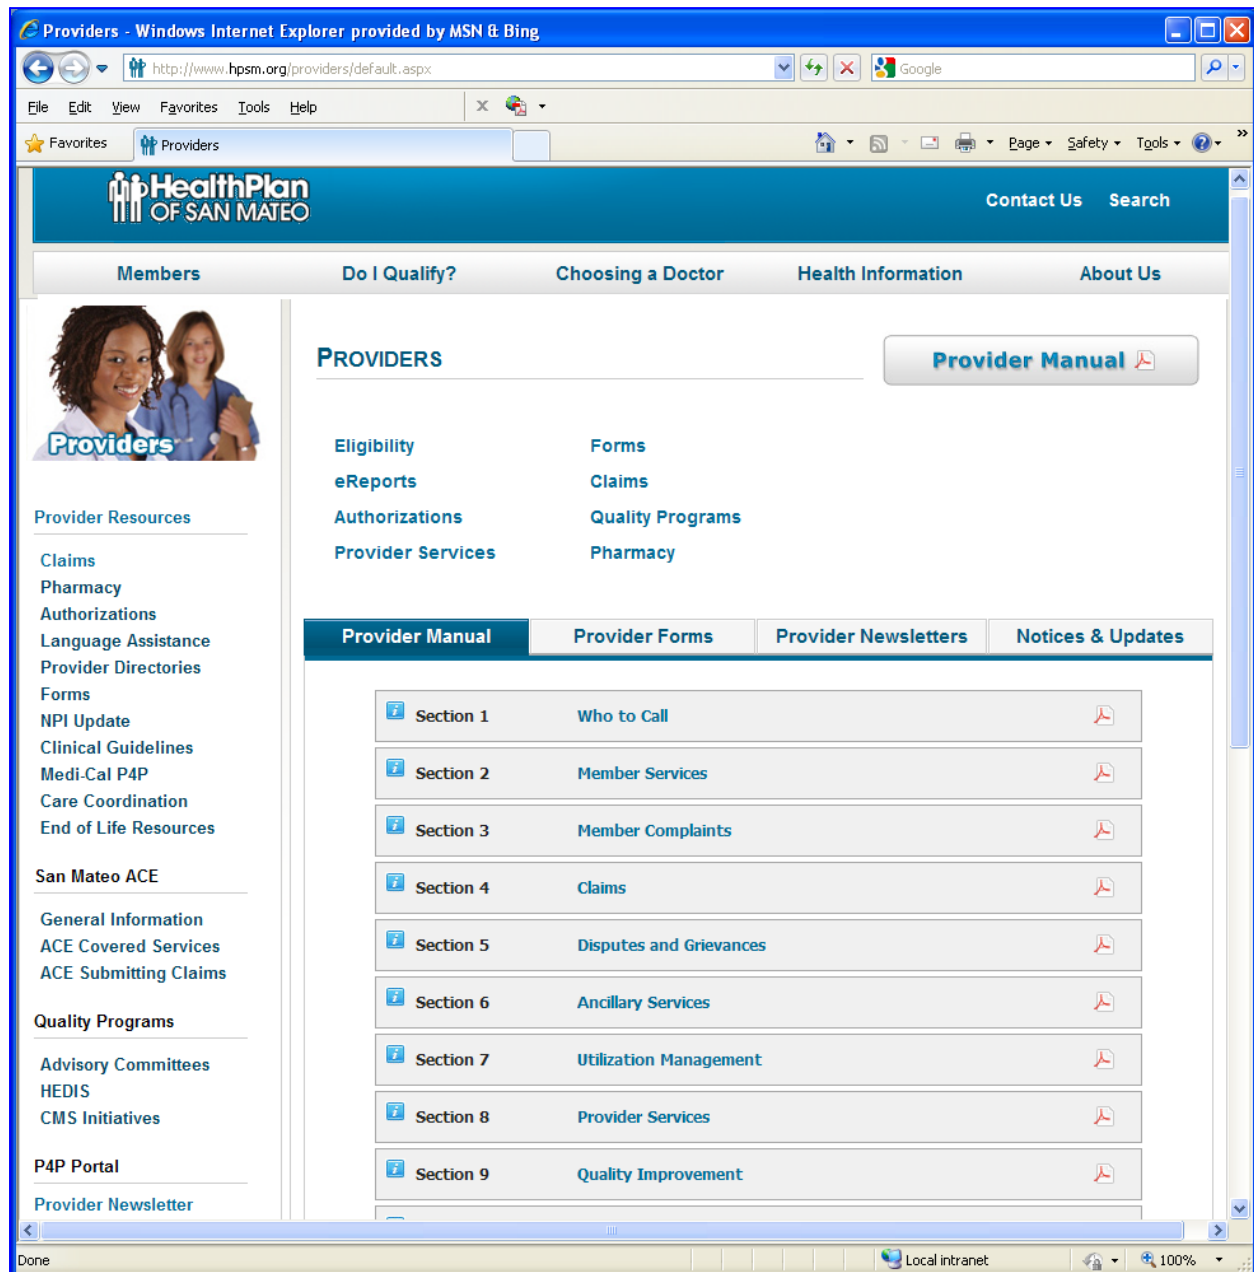 Providers - Windows Internet Explorer provided by MSN & Bing
http://www.hpsm.org/providers/default.aspx
Google
File Edit View Favorites Tools Help
Favorites
Providers
Page Safety Tools
HealthPlan
OF SAN MATEO
Contact Us Search
Members Do I Qualify? Choosing a Doctor Health Information About Us
Providers
PROVIDERS
Provider Manual
Eligibility Forms
eReports Claims
Authorizations Quality Programs
Provider Services Pharmacy
Provider Resources
Claims
Pharmacy
Authorizations
Language Assistance
Provider Directories
Forms
NPI Update
Clinical Guidelines
Medi-Cal P4P
Care Coordination
End of Life Resources
San Mateo ACE
General Information
ACE Covered Services
ACE Submitting Claims
Quality Programs
Advisory Committees
HEDIS
CMS Initiatives
P4P Portal
Provider Newsletter
Provider Manual Provider Forms Provider Newsletters Notices & Updates
Section 1 Who to Call
Section 2 Member Services
Section 3 Member Complaints
Section 4 Claims
Section 5 Disputes and Grievances
Section 6 Ancillary Services
Section 7 Utilization Management
Section 8 Provider Services
Section 9 Quality Improvement
Done
Local intranet
100%